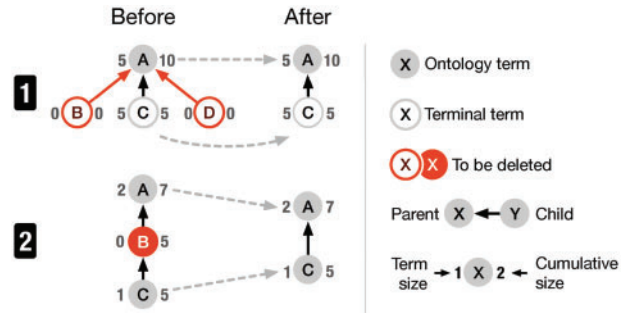 Before After
5 A 10 5 A 10
1
0 B 0 5 C 5 0 D 0 5 C 5
2 A 7 2 A 7
2
0 B 5
1 C 5 1 C 5
X Ontology term
X Terminal term
X X To be deleted
Parent X Y Child
Term size 1 X 2 Cumulative size